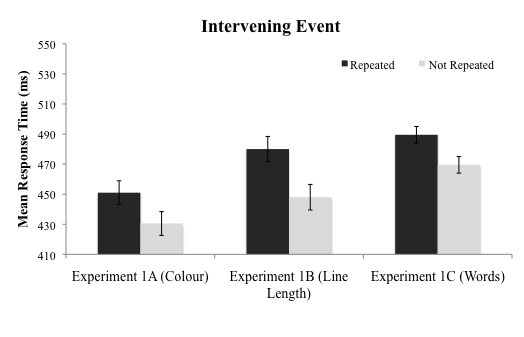 Intervening Event
Repeated
Not Repeated
Mean Response Time (ms)
550
530
510
490
470
450
430
410
Experiment 1A (Colour)
Experiment 1B (Line
Length)
Experiment 1C (Words)